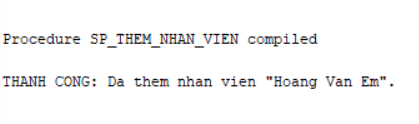 Procedure SP_THEM_NHAN_VIEN compiled
THANH CONG: Da them nhan vien "Hoang Van Em".